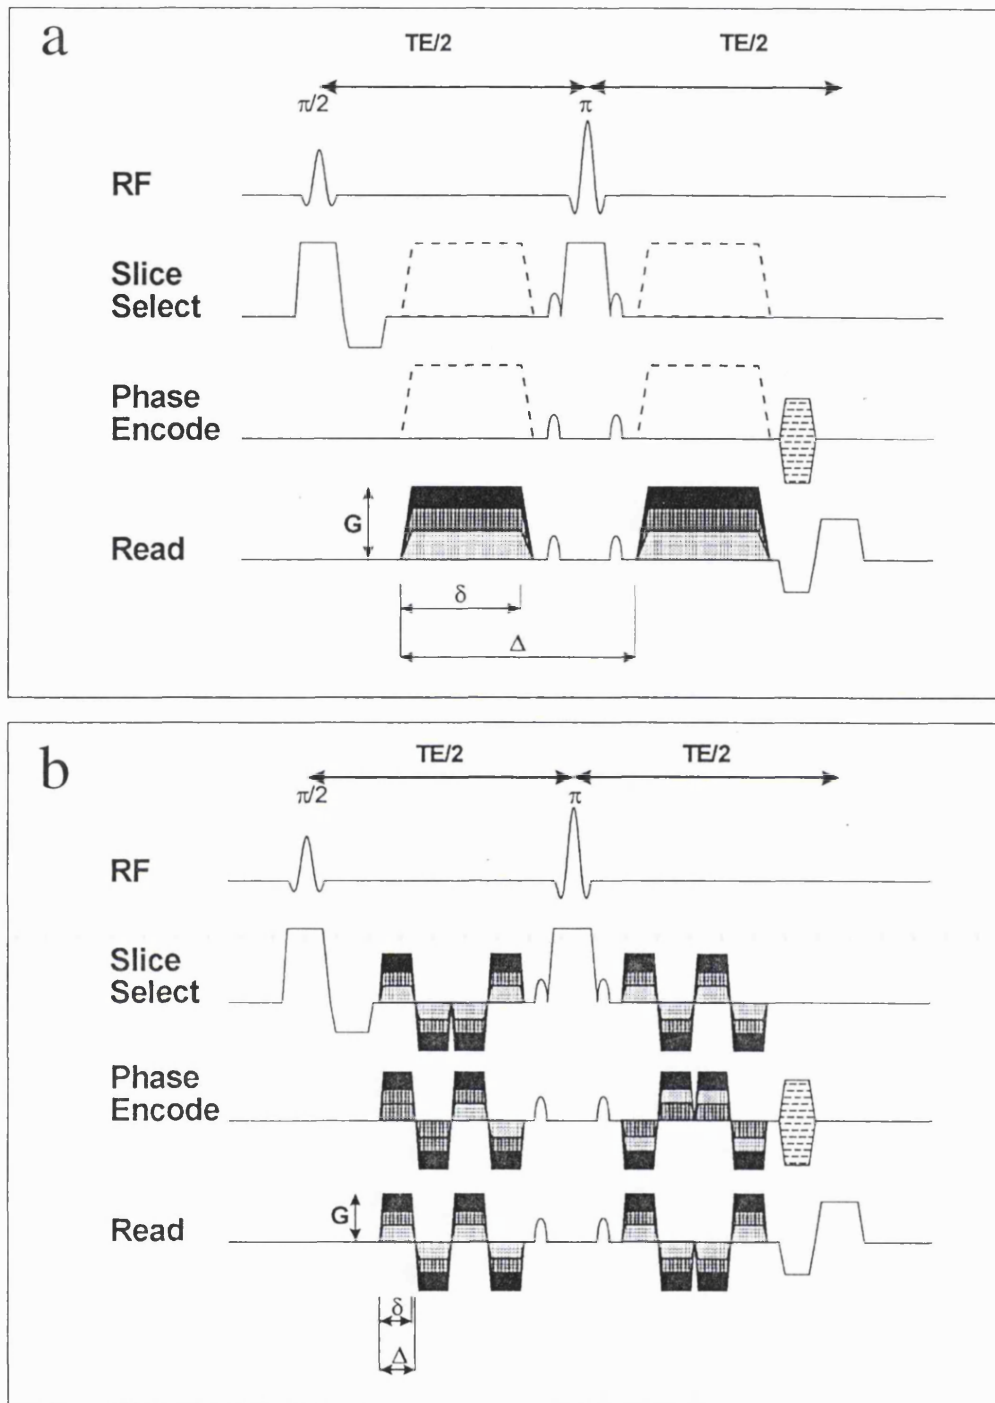 a
TE/2 TE/2
π/2 π
RF
Slice
Select
Phase
Encode
G
Read
δ
Δ
b
TE/2 TE/2
π/2 π
RF
Slice
Select
Phase
Encode
G
Read
δ
Δ